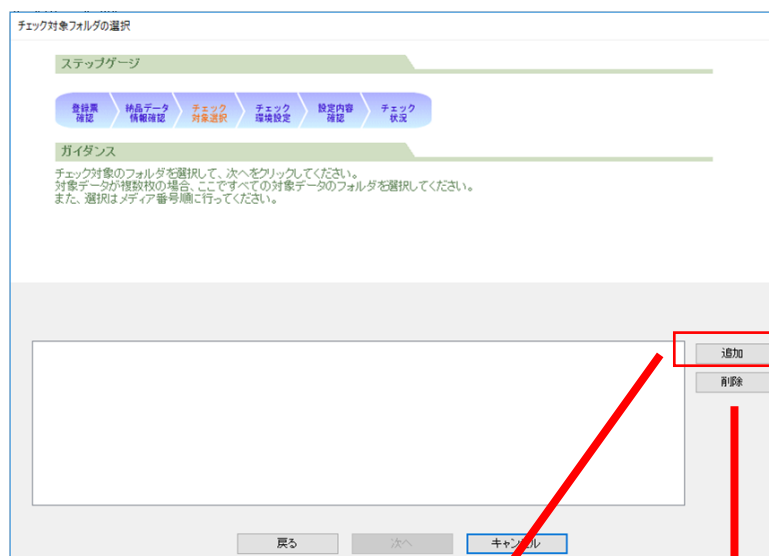 チェック対象フォルダの選択
ステップゲージ
登録票
確認
納品データ
情報確認
チェック
対象選択
チェック
環境設定
設定内容
確認
チェック
状況
ガイダンス
チェック対象のフォルダを選択して、次へをクリックしてください。
対象データが複数枚の場合、ここですべての対象データのフォルダを選択してください。
また、選択はメディア番号順に行ってください。
追加
削除
戻る
次へ
キャンセル